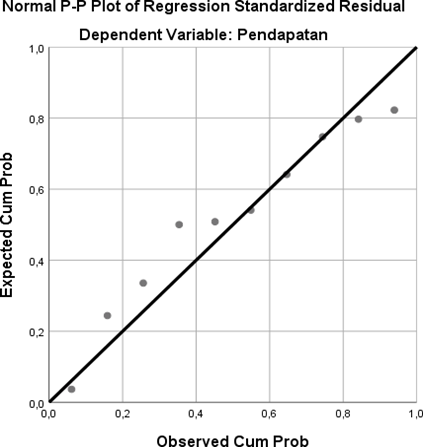 Normal P-P Plot of Regression Standardized Residual
Dependent Variable: Pendapatan
1,0
0,8
0,6
0,4
0,2
0,0
Expected Cum Prob
0,0 0,2 0,4 0,6 0,8 1,0
Observed Cum Prob